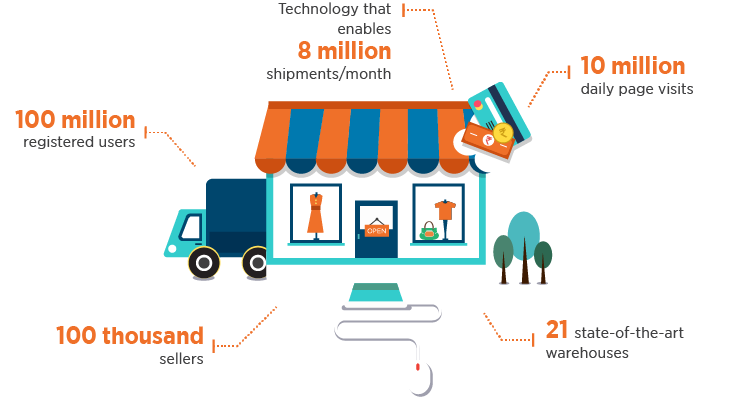 Technology that
enables
8 million
shipments/month
10 million
daily page visits
100 million
registered users
OPEN
100 thousand
sellers
21 state-of-the-art
warehouses